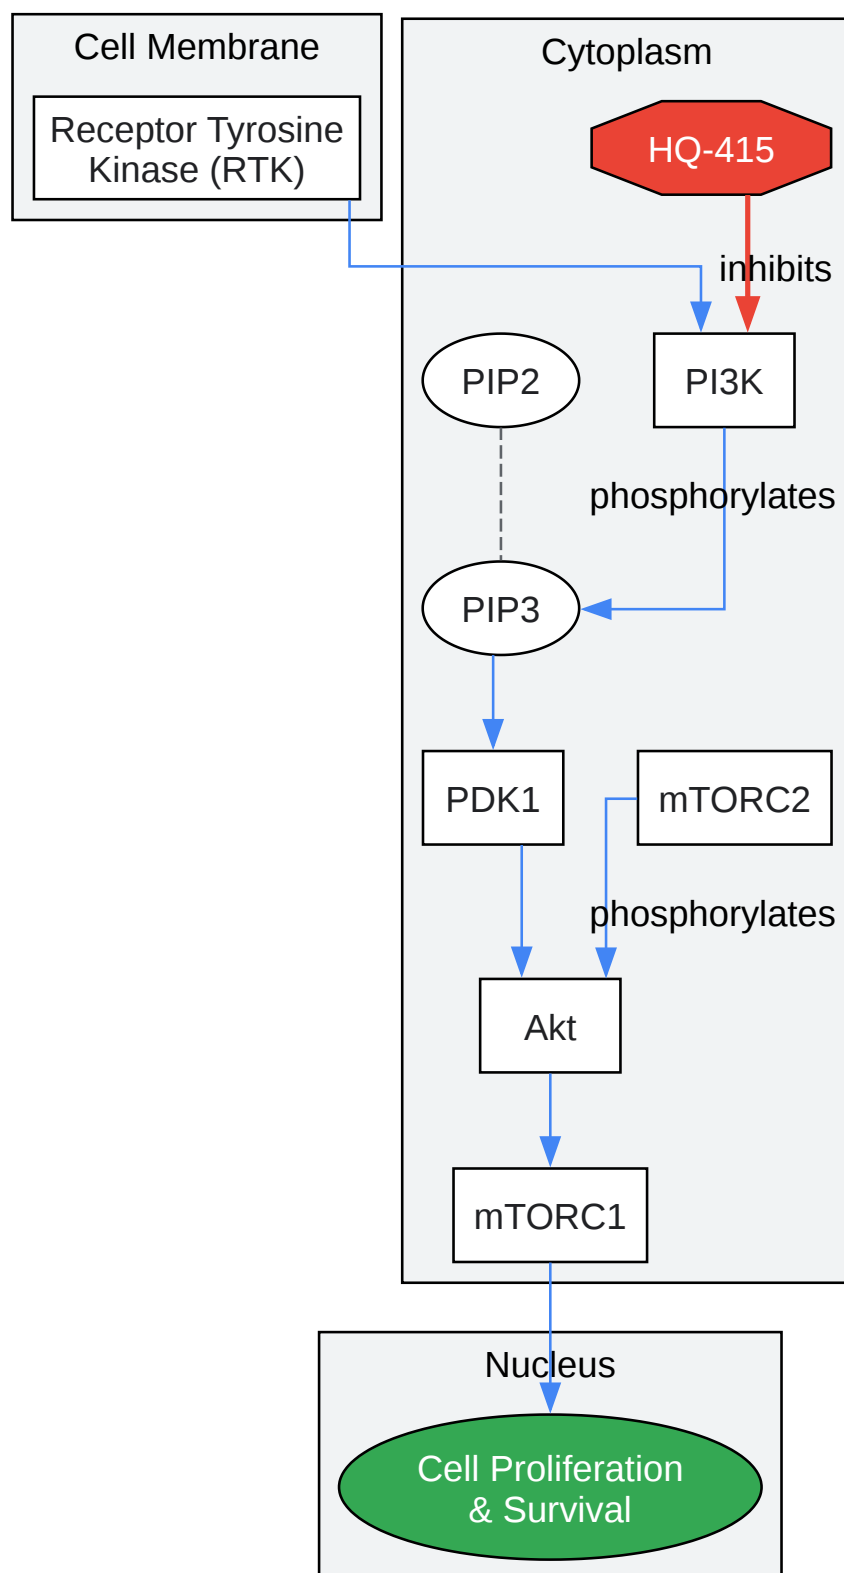 Cell Membrane
Receptor Tyrosine
Kinase (RTK)
Cytoplasm
HQ-415
inhibits
PIP2
PI3K
phosphorylates
PIP3
PDK1
mTORC2
phosphorylates
Akt
mTORC1
Nucleus
Cell Proliferation
& Survival